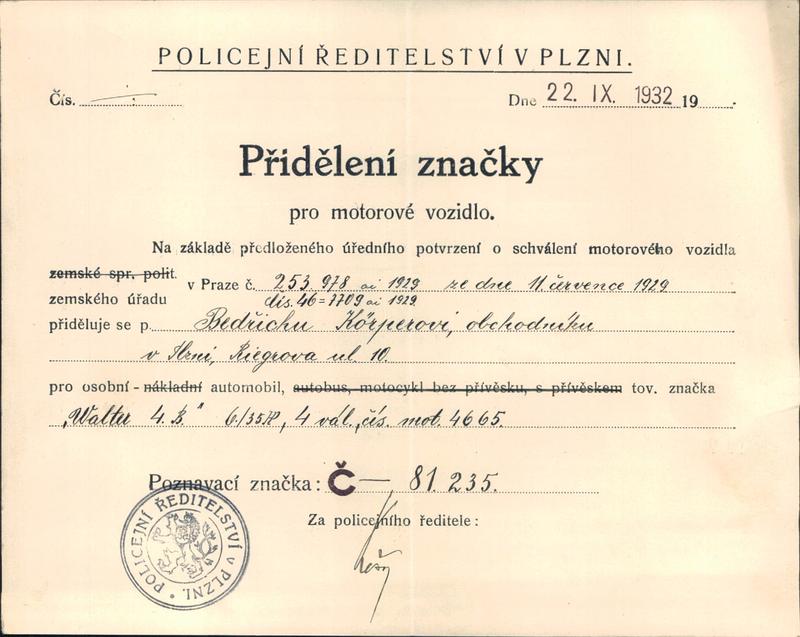 POLICEJNÍ ŘEDITELSTVÍ V PLZNI.
Čís.
Dne 22. IX. 1932 19
Přidělení značky
pro motorové vozidlo.
Na základě předloženého úředního potvrzení o schválení motorového vozidla
zemské spr. polit.
v Praze č. 253.978 ai 1929 ze dne 11 července 1929
zemského úřadu dis. 46=7709 ai 1929
přiděluje se p. Bedřichu Körperovi, obchodníku
v Plzni, Riegrova ul 10.
pro osobní - nákladní automobil, autobus, motocykl bez přívěsku, s přívěskem tov. značka
„Walter 4. B." 6/35 HP, 4 vál., čís. mot. 4665.
Poznávací značka: Č — 81.235.
Za policejního ředitele:
POLICEJNÍ ŘEDITELSTVÍ V PLZNI.